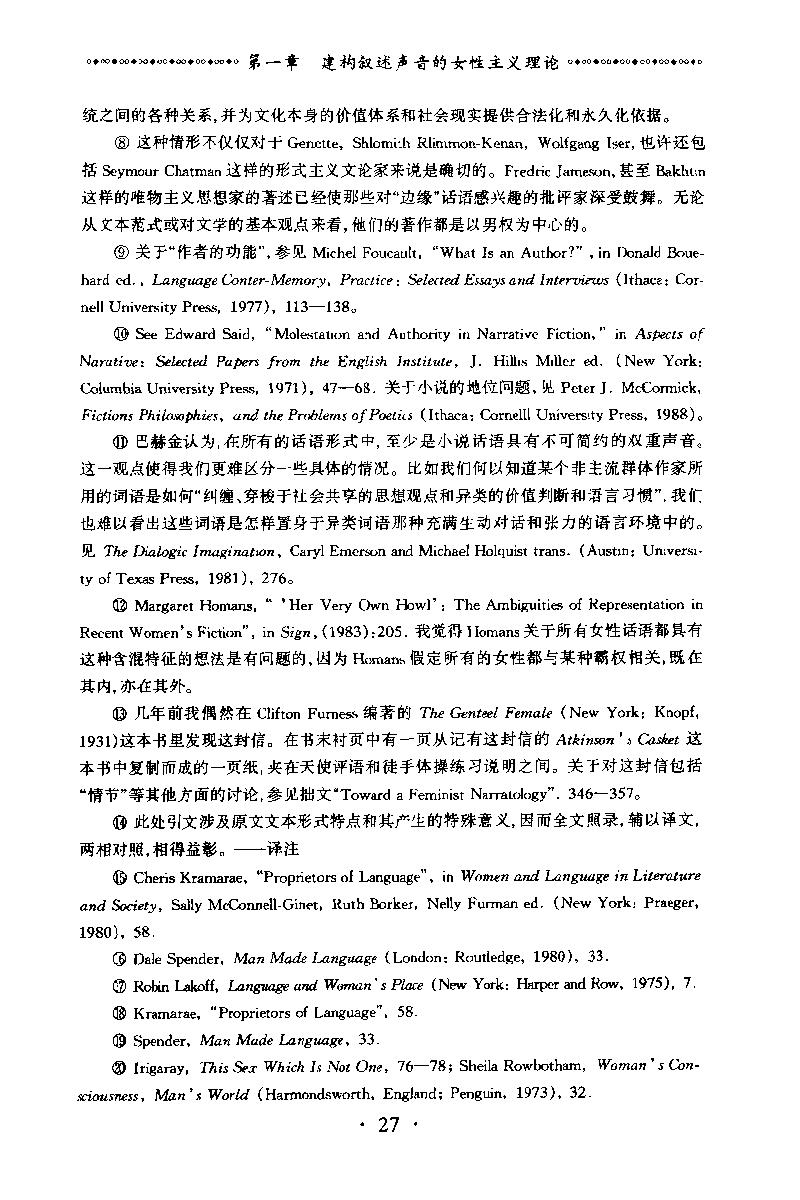 第一章 建构叙述声音的女性主义理论
统之间的各种关系,并为文化本身的价值体系和社会现实提供合法化和永久化依据。
⑧ 这种情形不仅仅对于 Genette, Shlomith Rlimmon-Kenan, Wolfgang Iser,也许还包
括 Seymour Chatman 这样的形式主义文论家来说是确切的。Fredric Jameson,甚至 Bakhtin
这样的唯物主义思想家的著述已经使那些对“边缘”话语感兴趣的批评家深受鼓舞。无论
从文本范式或对文学的基本观点来看,他们的著作都是以男权为中心的。
⑨ 关于“作者的功能”,参见 Michel Foucault, “What Is an Author?”, in Donald Boue-
hard ed., Language Conter-Memory, Practice: Selected Essays and Interviews (Ithaca: Cor-
nell University Press, 1977), 113—138。
⑩ See Edward Said, “Molestation and Authority in Narrative Fiction,” in Aspects of
Narative: Selected Papers from the English Institute, J. Hillis Miller ed. (New York:
Columbia University Press, 1971), 47—68. 关于小说的地位问题,见 Peter J. McCormick,
Fictions Philosophies, and the Problems of Poetics (Ithaca: Cornelll University Press, 1988)。
⑪ 巴赫金认为,在所有的话语形式中,至少是小说话语具有不可简约的双重声音。
这一观点使得我们更难区分一些具体的情况。比如我们何以知道某个非主流群体作家所
用的词语是如何“纠缠、穿梭于社会共享的思想观点和异类的价值判断和语言习惯”,我们
也难以看出这些词语是怎样置身于异类词语那种充满生动对话和张力的语言环境中的。
见 The Dialogic Imagination, Caryl Emerson and Michael Holquist trans. (Austin: Universi-
ty of Texas Press, 1981), 276。
⑫ Margaret Homans, “ 'Her Very Own Howl': The Ambiguities of Representation in
Recent Women's Fiction”, in Sign, (1983):205. 我觉得 Homans 关于所有女性话语都具有
这种含混特征的想法是有问题的,因为 Homans 假定所有的女性都与某种霸权相关,既在
其内,亦在其外。
⑬ 几年前我偶然在 Clifton Furness 编著的 The Genteel Female (New York: Knopf,
1931)这本书里发现这封信。在书末衬页中有一页从记有这封信的 Atkinson's Casket 这
本书中复制而成的一页纸,夹在天使评语和徒手体操练习说明之间。关于对这封信包括
“情节”等其他方面的讨论,参见拙文“Toward a Feminist Narratology”. 346—357。
⑭ 此处引文涉及原文文本形式特点和其产生的特殊意义,因而全文照录,辅以译文,
两相对照,相得益彰。——译注
⑮ Cheris Kramarae, “Proprietors of Language”, in Women and Language in Literature
and Society, Sally McConnell-Ginet, Ruth Borker, Nelly Furman ed. (New York: Praeger,
1980), 58.
⑯ Dale Spender, Man Made Language (London: Routledge, 1980), 33.
⑰ Robin Lakoff, Language and Woman's Place (New York: Harper and Row, 1975), 7.
⑱ Kramarae, “Proprietors of Language”, 58.
⑲ Spender, Man Made Language, 33.
⑳ Irigaray, This Sex Which Is Not One, 76—78; Sheila Rowbotham, Woman's Con-
sciousness, Man's World (Harmondsworth, England; Penguin, 1973), 32.
· 27 ·